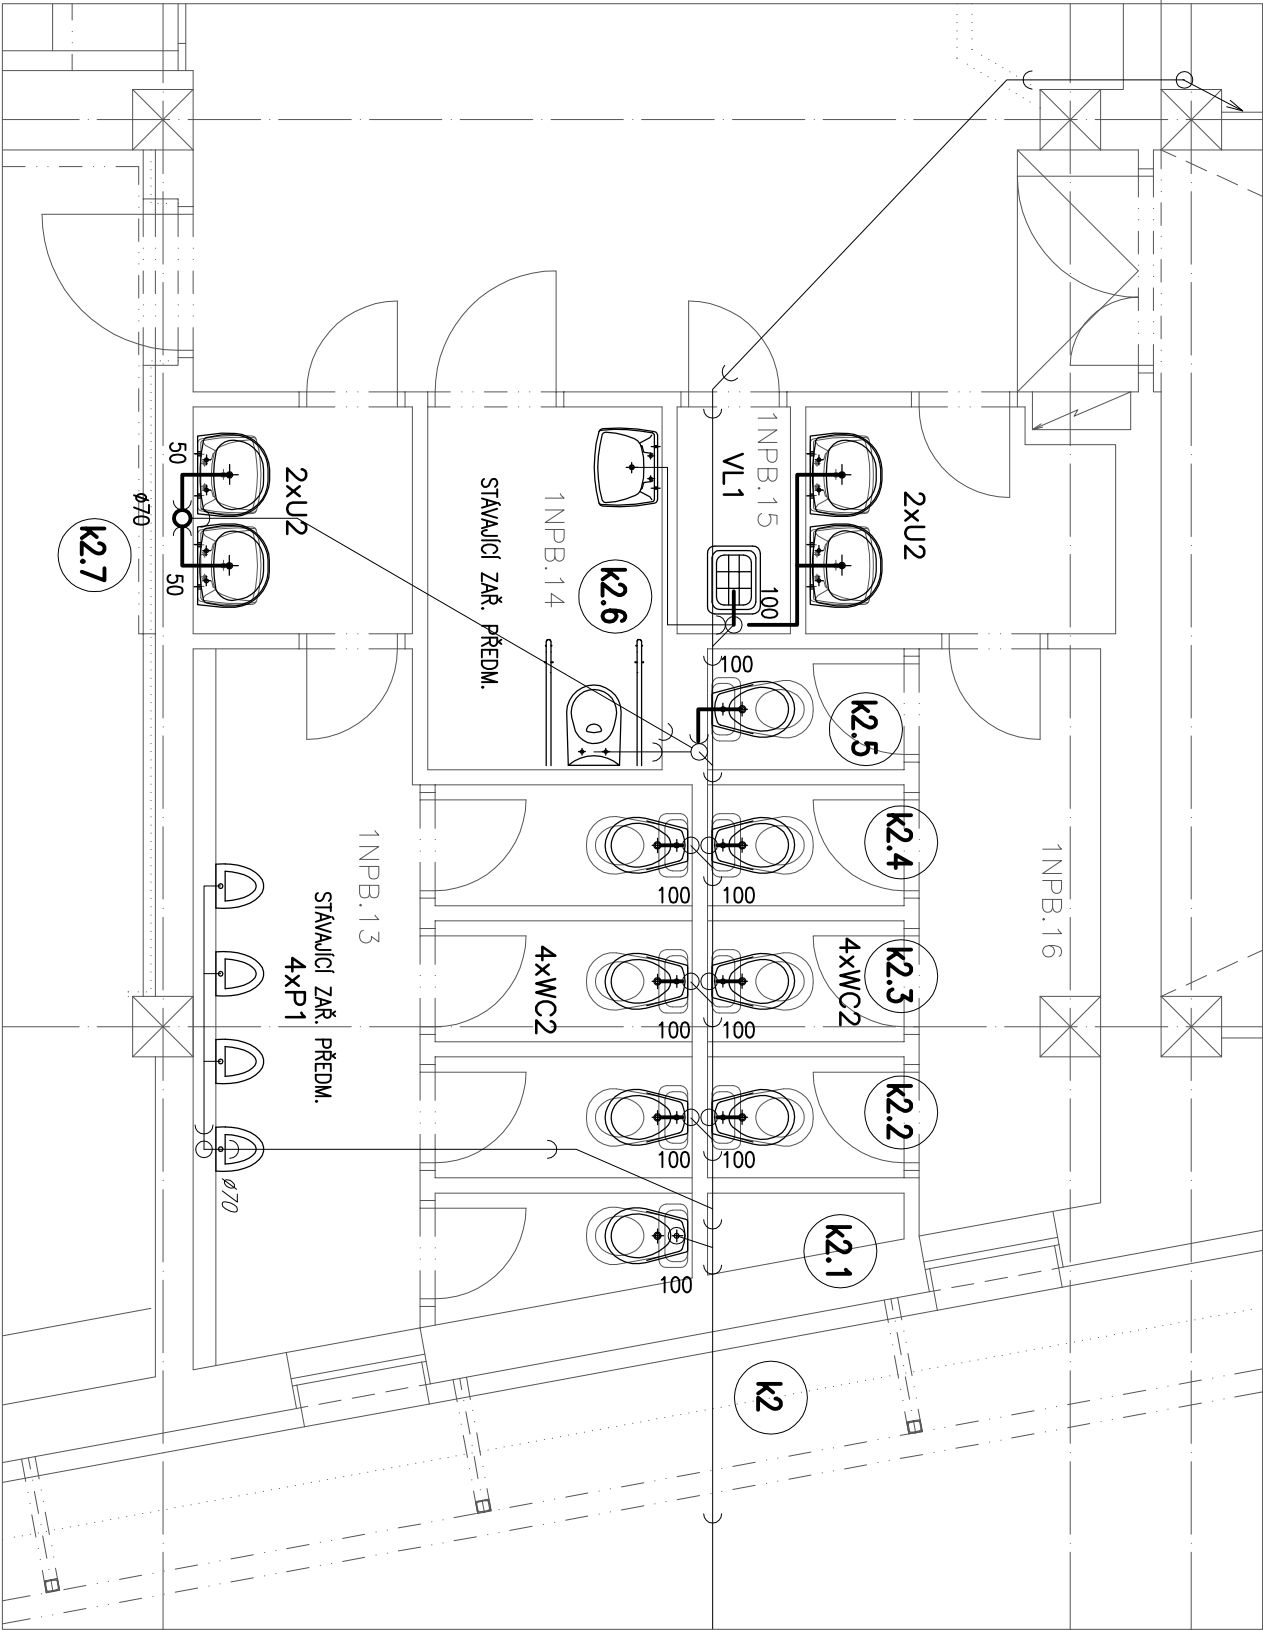 1NPB.16
2xU2
k2.4
k2.3
k2.2
k2.5
4xWC2
k2.1
1NPB.15
100
k2
VL1
100
100
100
100
100
100
100
100
k2.6
1NPB.14
4xWC2
STÁVAJÍCÍ ZAŘ. PŘEDM.
1NPB.13
STÁVAJÍCÍ ZAŘ. PŘEDM.
4xP1
2xU2
ø70
50
50
ø70
k2.7